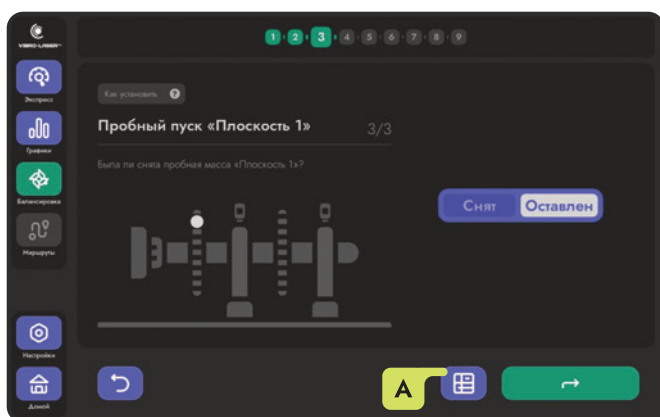 VIBRO-LASER™
1 2 3 4 5 6 7 8 9
Экспресс
Графики
Балансировка
Маршруты
Настройки
Домой
Как установить ?
Пробный пуск «Плоскость 1» 3/3
Была ли снята пробная масса «Плоскость 1»?
Снят Оставлен
A